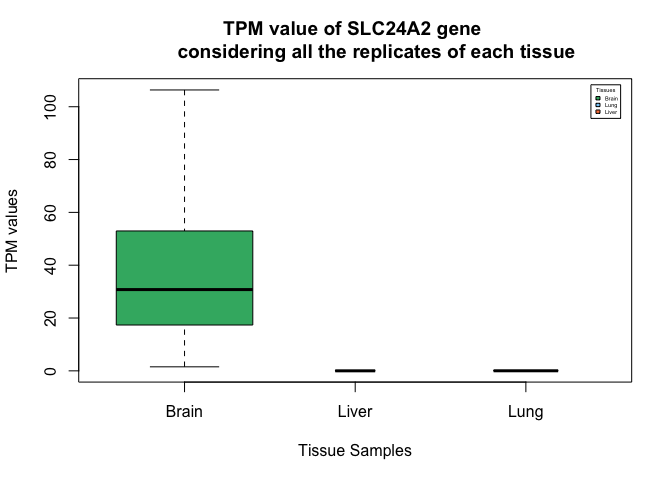 TPM value of SLC24A2 gene
considering all the replicates of each tissue
Tissues
Brain
Lung
Liver
TPM values
100
80
60
40
20
0
Brain Liver Lung
Tissue Samples